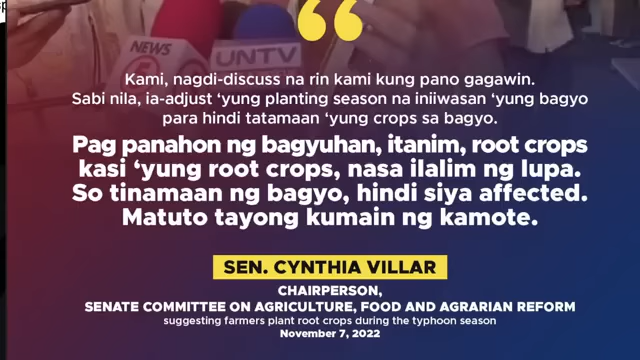 NEWS
5
UNTV
Kami, nagdi-discuss na rin kami kung pano gagawin.
Sabi nila, ia-adjust ‘yung planting season na iniiwasan ‘yung bagyo
para hindi tatamaan ‘yung crops sa bagyo.
Pag panahon ng bagyuhan, itanim, root crops
kasi ‘yung root crops, nasa ilalim ng lupa.
So tinamaan ng bagyo, hindi siya affected.
Matuto tayong kumain ng kamote.
SEN. CYNTHIA VILLAR
CHAIRPERSON,
SENATE COMMITTEE ON AGRICULTURE, FOOD AND AGRARIAN REFORM
suggesting farmers plant root crops during the typhoon season
November 7, 2022